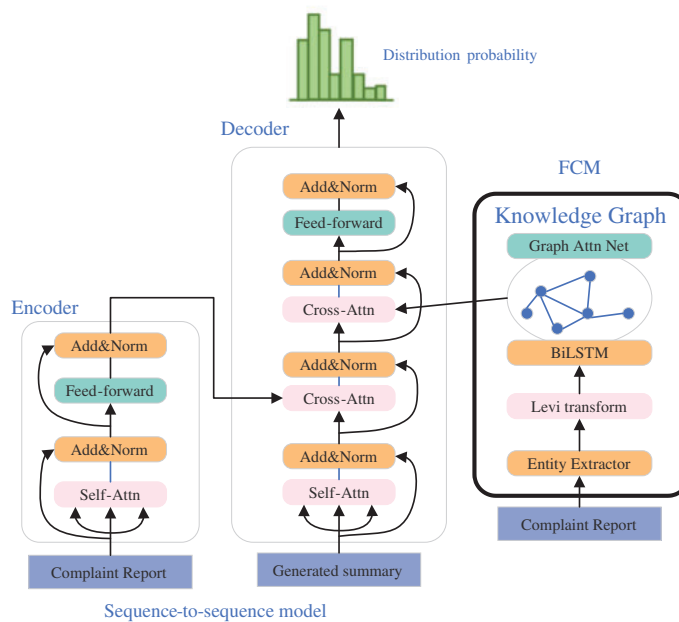 Distribution probability
Decoder
Add&Norm
Feed-forward
Add&Norm
Cross-Attn
Add&Norm
Cross-Attn
Add&Norm
Self-Attn
Generated summary
Encoder
Add&Norm
Feed-forward
Add&Norm
Self-Attn
Complaint Report
Sequence-to-sequence model
FCM
Knowledge Graph
Graph Attn Net
BiLSTM
Levi transform
Entity Extractor
Complaint Report